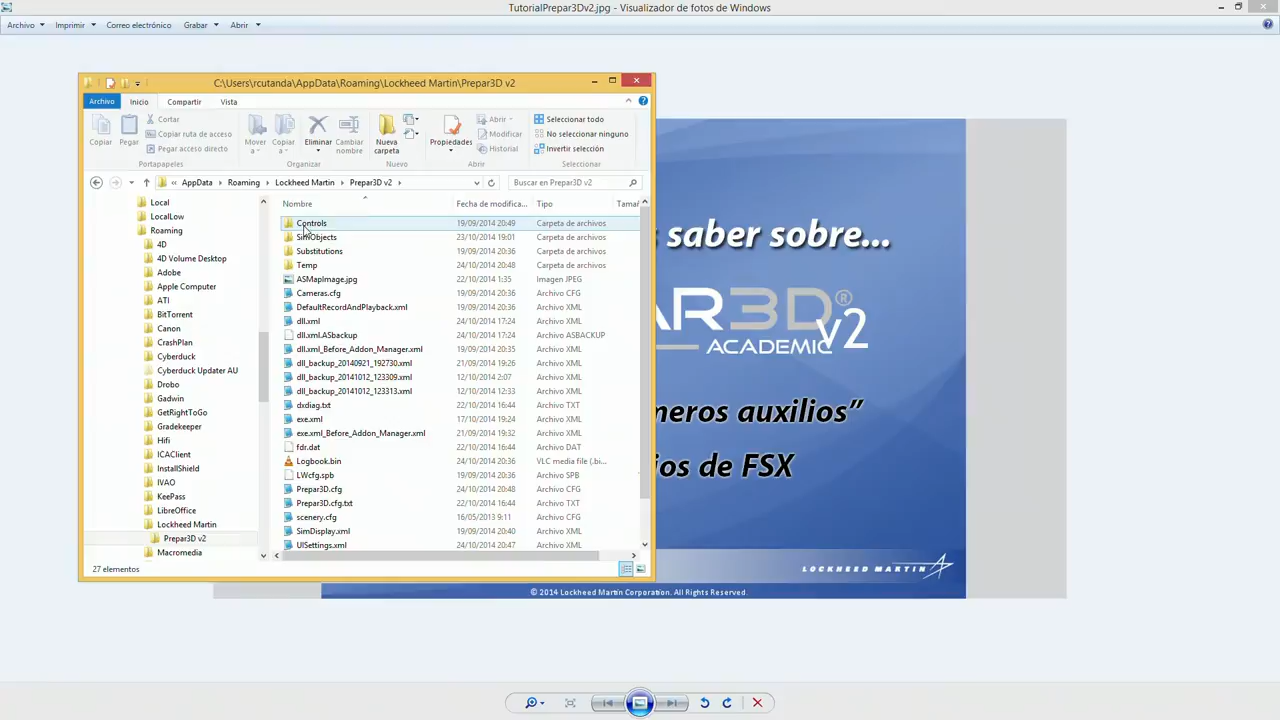 TutorialPrepar3Dv2.jpg - Visualizador de fotos de Windows
Archivo Imprimir Correo electrónico Grabar Abrir
C:\Users\rcutanda\AppData\Roaming\Lockheed Martin\Prepar3D v2
Archivo Inicio Compartir Vista
Copiar
Pegar
Cortar
Copiar ruta de acceso
Pegar acceso directo
Portapapeles
Mover a
Copiar a
Eliminar
Cambiar nombre
Organizar
Nueva carpeta
Nuevo
Propiedades
Abrir
Modificar
Historial
Abrir
Seleccionar todo
No seleccionar ninguno
Invertir selección
Seleccionar
« AppData Roaming Lockheed Martin Prepar3D v2
Buscar en Prepar3D v2
Local
LocalLow
Roaming
4D
4D Volume Desktop
Adobe
Apple Computer
ATI
BitTorrent
Canon
CrashPlan
Cyberduck
Cyberduck Updater AU
Drobo
Gadwin
GetRightToGo
Gradekeeper
Hifi
ICAClient
InstallShield
IVAO
KeePass
LibreOffice
Lockheed Martin
Prepar3D v2
Macromedia
Nombre Fecha de modifica... Tipo Tamañ
Controls 19/09/2014 20:49 Carpeta de archivos
SimObjects 23/10/2014 19:01 Carpeta de archivos
Substitutions 19/09/2014 20:36 Carpeta de archivos
Temp 24/10/2014 20:48 Carpeta de archivos
ASMapImage.jpg 22/10/2014 1:35 Imagen JPEG
Cameras.cfg 19/09/2014 20:36 Archivo CFG
DefaultRecordAndPlayback.xml 19/09/2014 20:36 Archivo XML
dll.xml 24/10/2014 17:24 Archivo XML
dll.xml.ASbackup 24/10/2014 17:24 Archivo ASBACKUP
dll.xml_Before_Addon_Manager.xml 19/09/2014 20:35 Archivo XML
dll_backup_20140921_192730.xml 21/09/2014 19:26 Archivo XML
dll_backup_20141012_123309.xml 12/10/2014 2:07 Archivo XML
dll_backup_20141012_123313.xml 12/10/2014 12:33 Archivo XML
dxdiag.txt 22/10/2014 16:44 Archivo TXT
exe.xml 17/10/2014 19:24 Archivo XML
exe.xml_Before_Addon_Manager.xml 21/09/2014 19:32 Archivo XML
fdr.dat 22/10/2014 16:44 Archivo DAT
Logbook.bin 24/10/2014 20:36 VLC media file (.bi...
LWcfg.spb 19/09/2014 20:36 Archivo SPB
Prepar3D.cfg 24/10/2014 20:48 Archivo CFG
Prepar3D.cfg.txt 22/10/2014 16:44 Archivo TXT
scenery.cfg 16/05/2013 9:11 Archivo CFG
SimDisplay.xml 19/09/2014 20:40 Archivo XML
UISettings.xml 24/10/2014 20:47 Archivo XML
27 elementos
saber sobre...
AR3D® v2
ACADEMIC
meros auxilios”
ios de FSX
LOCKHEED MARTIN
© 2014 Lockheed Martin Corporation. All Rights Reserved.